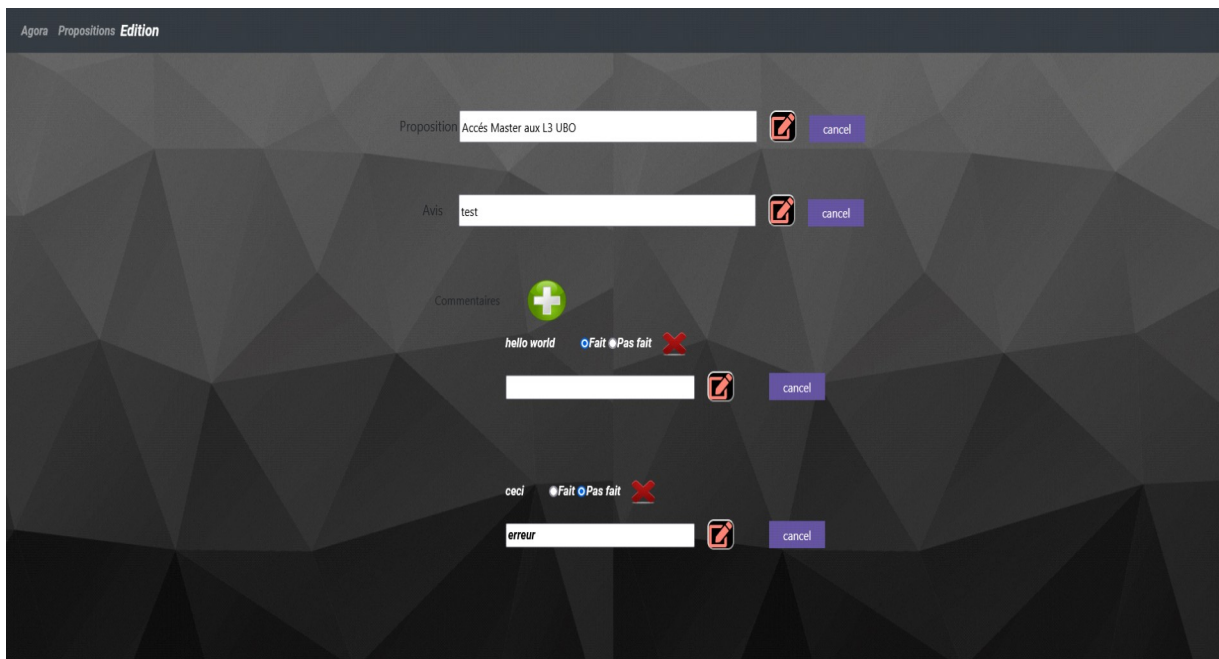 Agora Propositions Edition
Proposition Accés Master aux L3 UBO cancel
Avis test cancel
Commentaires
hello world Fait Pas fait
cancel
ceci Fait Pas fait
erreur cancel